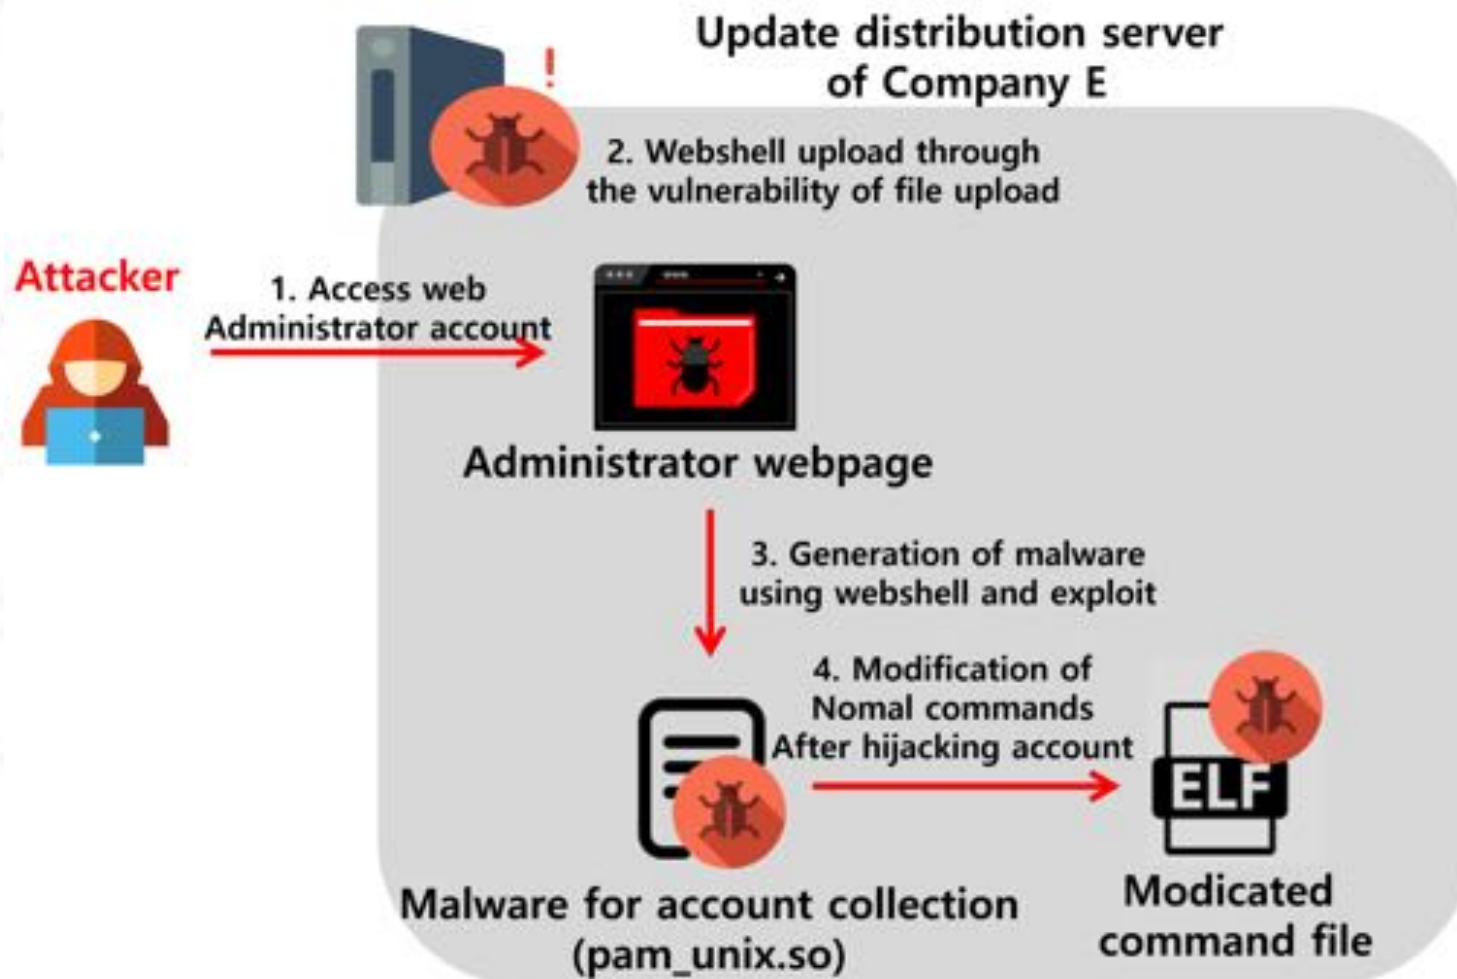 Update distribution server
of Company E
2. Webshell upload through
the vulnerability of file upload
Attacker
1. Access web
Administrator account
Administrator webpage
3. Generation of malware
using webshell and exploit
4. Modification of
Nomal commands
After hijacking account
ELF
Malware for account collection
(pam_unix.so)
Modicated
command file